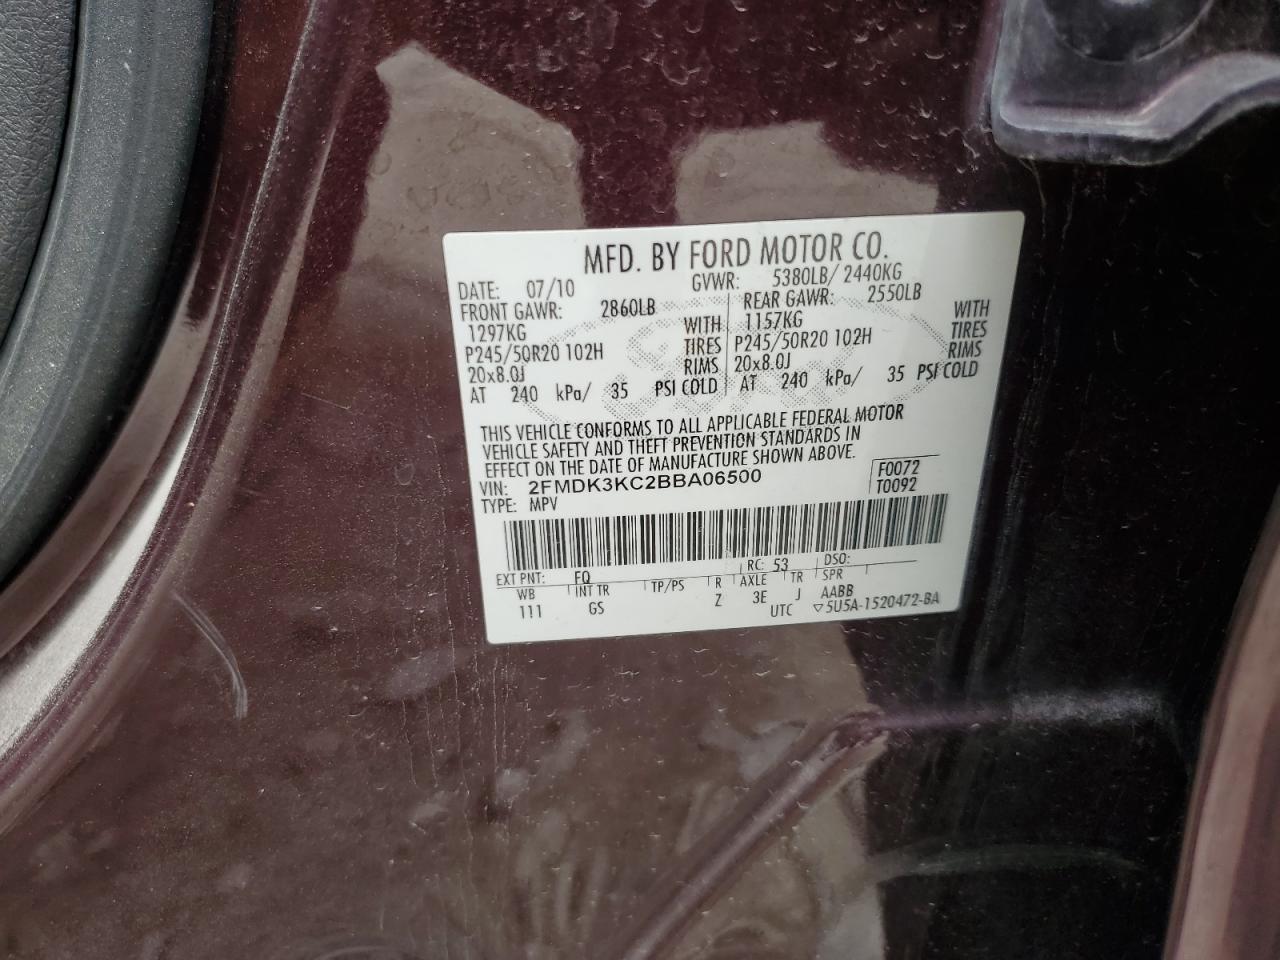 MFD. BY FORD MOTOR CO.
DATE: 07/10 GVWR: 5380LB/ 2440KG
FRONT GAWR: 2860LB REAR GAWR: 2550LB
1297KG WITH 1157KG WITH
P245/50R20 102H TIRES P245/50R20 102H TIRES
20x8.0J RIMS 20x8.0J RIMS
AT 240 kPa/ 35 PSI COLD AT 240 kPa/ 35 PSI COLD
THIS VEHICLE CONFORMS TO ALL APPLICABLE FEDERAL MOTOR
VEHICLE SAFETY AND THEFT PREVENTION STANDARDS IN
EFFECT ON THE DATE OF MANUFACTURE SHOWN ABOVE.
VIN: 2FMDK3KC2BBA06500 F0072
TYPE: MPV T0092
EXT PNT: FQ RC: 53 DSO:
WB INT TR TP/PS R AXLE TR SPR
111 GS Z 3E J AABB
UTC ▽5U5A-1520472-BA